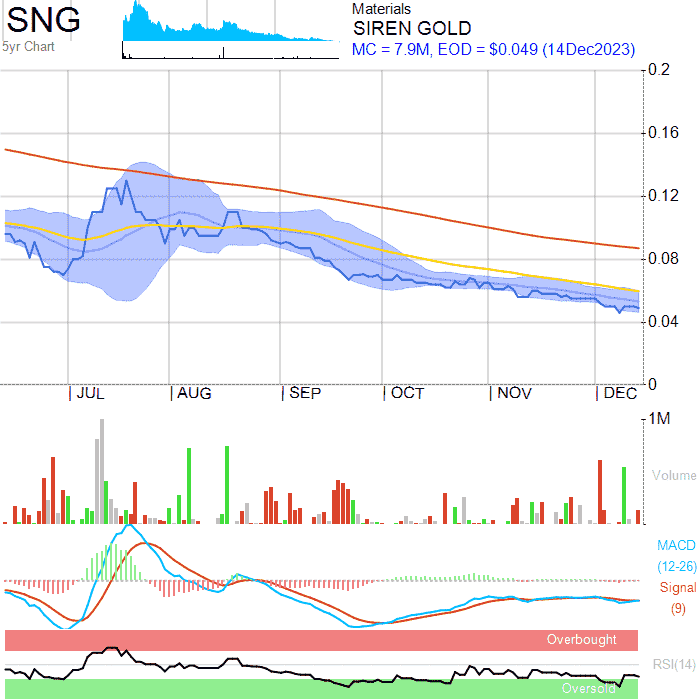 SNG
5yr Chart
Materials
SIREN GOLD
MC = 7.9M, EOD = $0.049 (14Dec2023)
0.2
0.16
0.12
0.08
0.04
0
JUL AUG SEP OCT NOV DEC
1M
Volume
MACD
(12-26)
Signal
(9)
Overbought
RSI(14)
Oversold